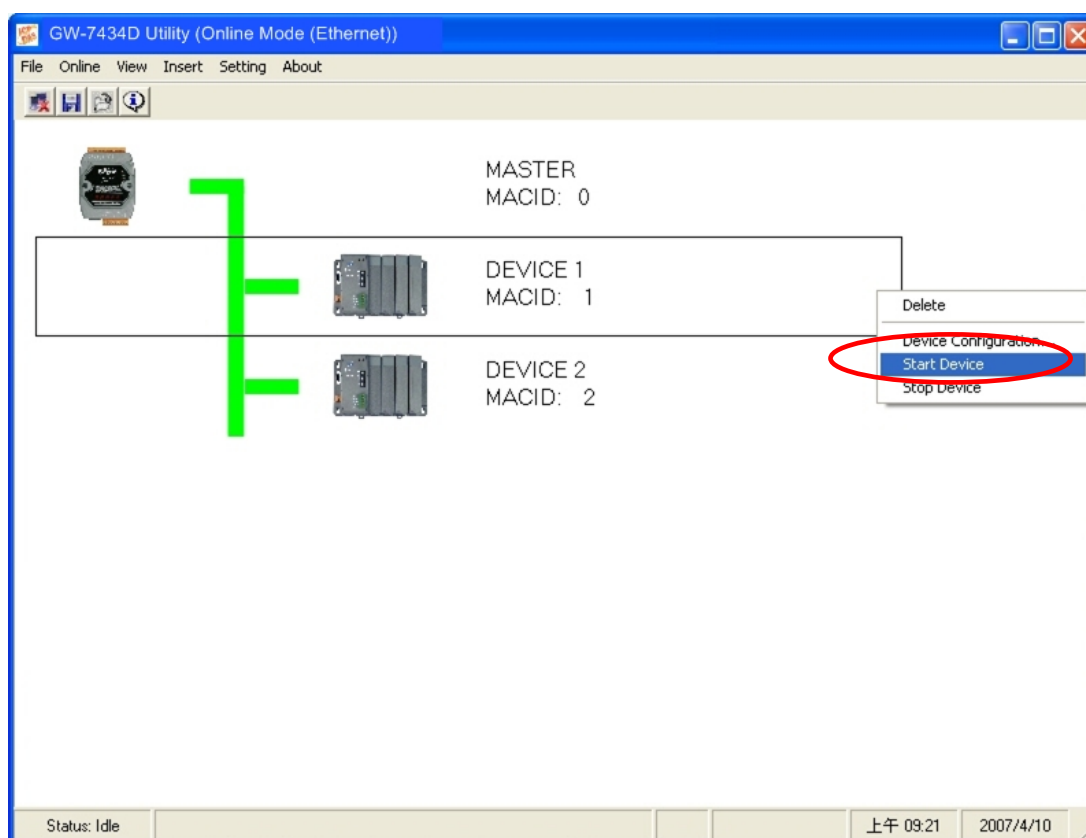 GW-7434D Utility (Online Mode (Ethernet))
File Online View Insert Setting About
MASTER
MACID: 0
DEVICE 1
MACID: 1
DEVICE 2
MACID: 2
Delete
Device Configuration...
Start Device
Stop Device
Status: Idle
上午 09:21
2007/4/10